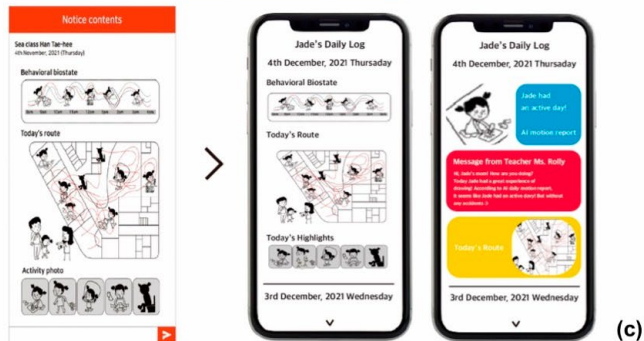 Notice contents
Sea class Han Tae-hee
4th November, 2021 (Thursday)
Behavioral biostate
Today's route
Activity photo
Jade's Daily Log
4th December, 2021 Thursaday
Behavioral Biostate
Today's Route
Today's Highlights
3rd December, 2021 Wednesday
Jade's Daily Log
4th December, 2021 Thursaday
Jade had
an active day!
AI motion report
Message from Teacher Ms. Rolly
Hi, Jade's mom! How are you doing?
Today Jade had a great experience of
drawing! According to AI daily motion report,
it seems like Jade had an active day! But without
any accidents :)
Today's Route
3rd December, 2021 Wednesday
(c)